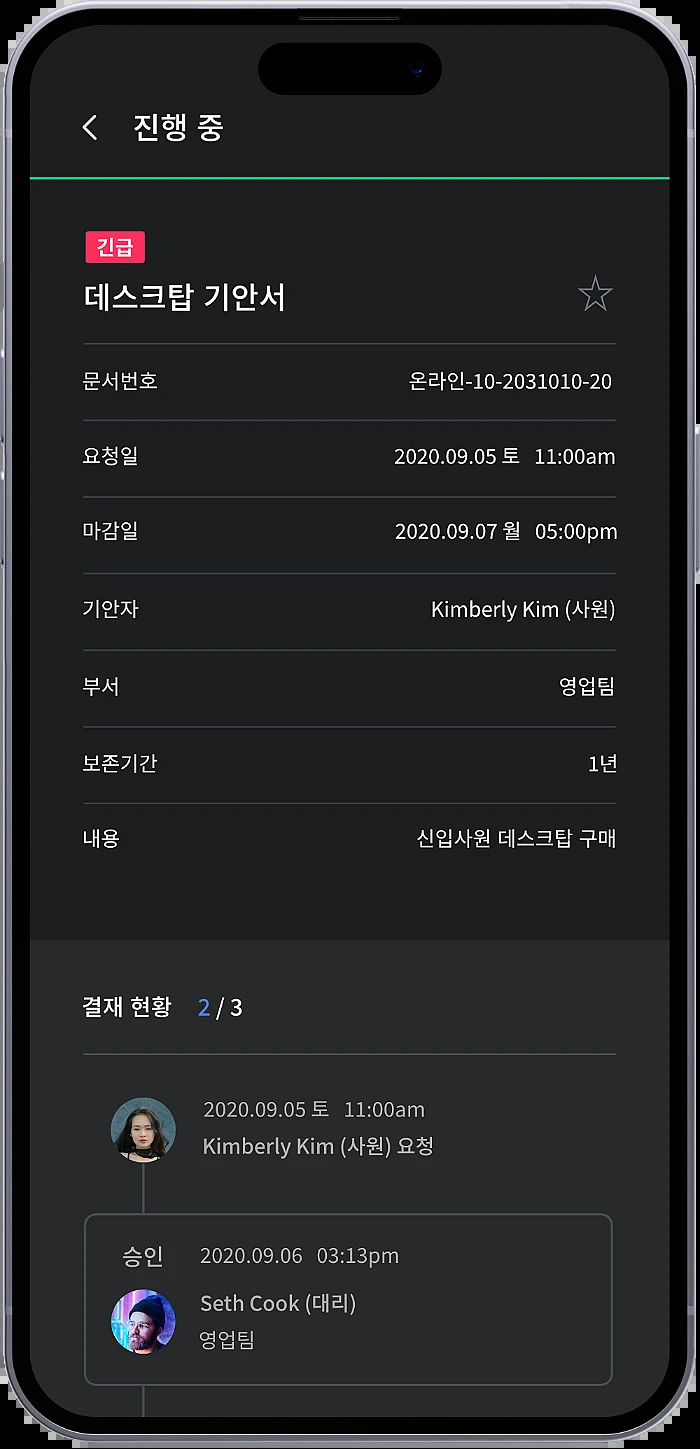 진행 중
긴급
데스크탑 기안서
문서번호 온라인-10-2031010-20
요청일 2020.09.05 토 11:00am
마감일 2020.09.07 월 05:00pm
기안자 Kimberly Kim (사원)
부서 영업팀
보존기간 1년
내용 신입사원 데스크탑 구매
결재 현황 2 / 3
2020.09.05 토 11:00am
Kimberly Kim (사원) 요청
승인 2020.09.06 03:13pm
Seth Cook (대리)
영업팀